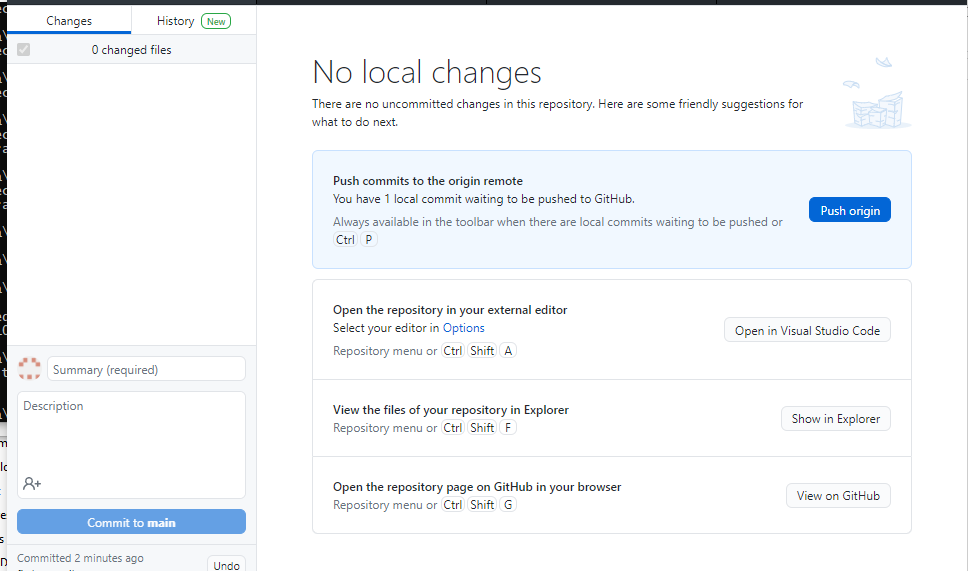 Changes
History New
0 changed files
No local changes
There are no uncommitted changes in this repository. Here are some friendly suggestions for
what to do next.
Push commits to the origin remote
You have 1 local commit waiting to be pushed to GitHub.
Always available in the toolbar when there are local commits waiting to be pushed or
Ctrl P
Push origin
Open the repository in your external editor
Select your editor in Options
Repository menu or Ctrl Shift A
Open in Visual Studio Code
View the files of your repository in Explorer
Repository menu or Ctrl Shift F
Show in Explorer
Open the repository page on GitHub in your browser
Repository menu or Ctrl Shift G
View on GitHub
Summary (required)
Description
Commit to main
Committed 2 minutes ago
Undo